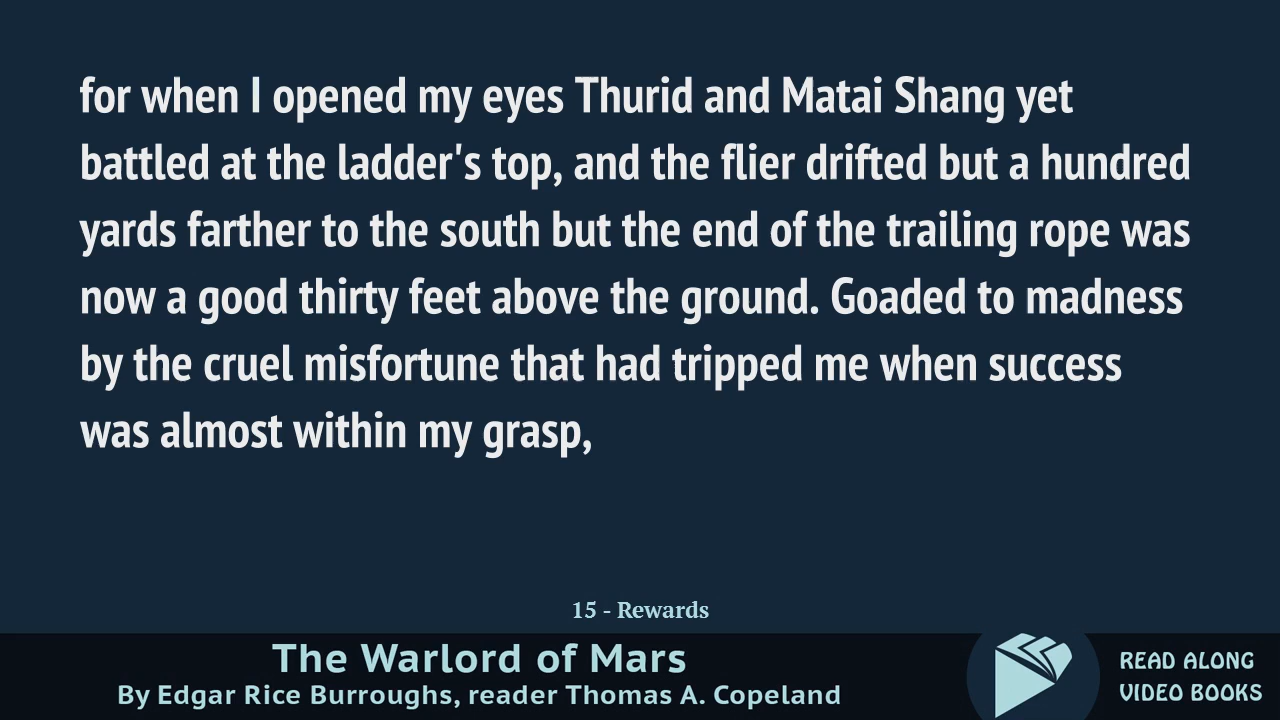 for when I opened my eyes Thurid and Matai Shang yet
battled at the ladder's top, and the flier drifted but a hundred
yards farther to the south but the end of the trailing rope was
now a good thirty feet above the ground. Goaded to madness
by the cruel misfortune that had tripped me when success
was almost within my grasp,
15 - Rewards
The Warlord of Mars
By Edgar Rice Burroughs, reader Thomas A. Copeland
READ ALONG
VIDEO BOOKS